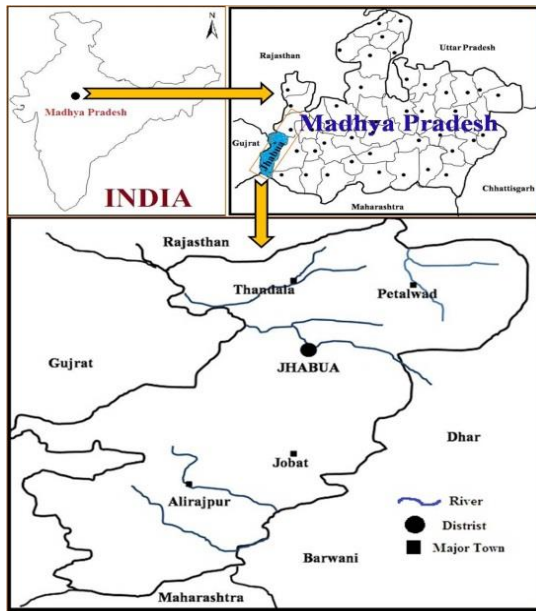 N
Madhya Pradesh
INDIA
Rajasthan
Uttar Pradesh
Madhya Pradesh
Gujrat
Jhabua
Chhattisgarh
Maharashtra
Rajasthan
Thandala
Petalwad
Gujrat
JHABUA
Dhar
Jobat
Alirajpur
River
Distrist
Major Town
Barwani
Maharashtra